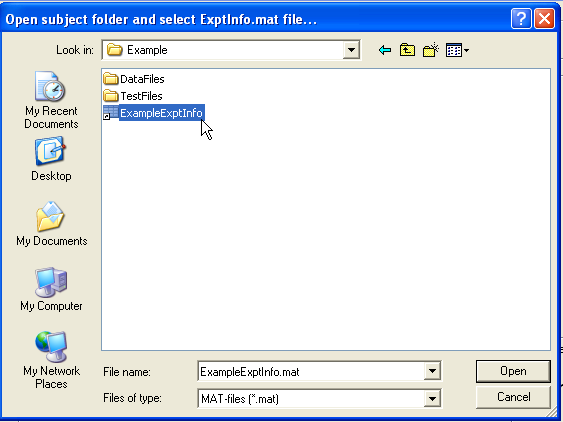 Open subject folder and select ExptInfo.mat file...
Look in: Example
DataFiles
TestFiles
ExampleExptInfo
My Recent
Documents
Desktop
My Documents
My Computer
My Network
Places
File name: ExampleExptInfo.mat Open
Files of type: MAT-files (*.mat) Cancel